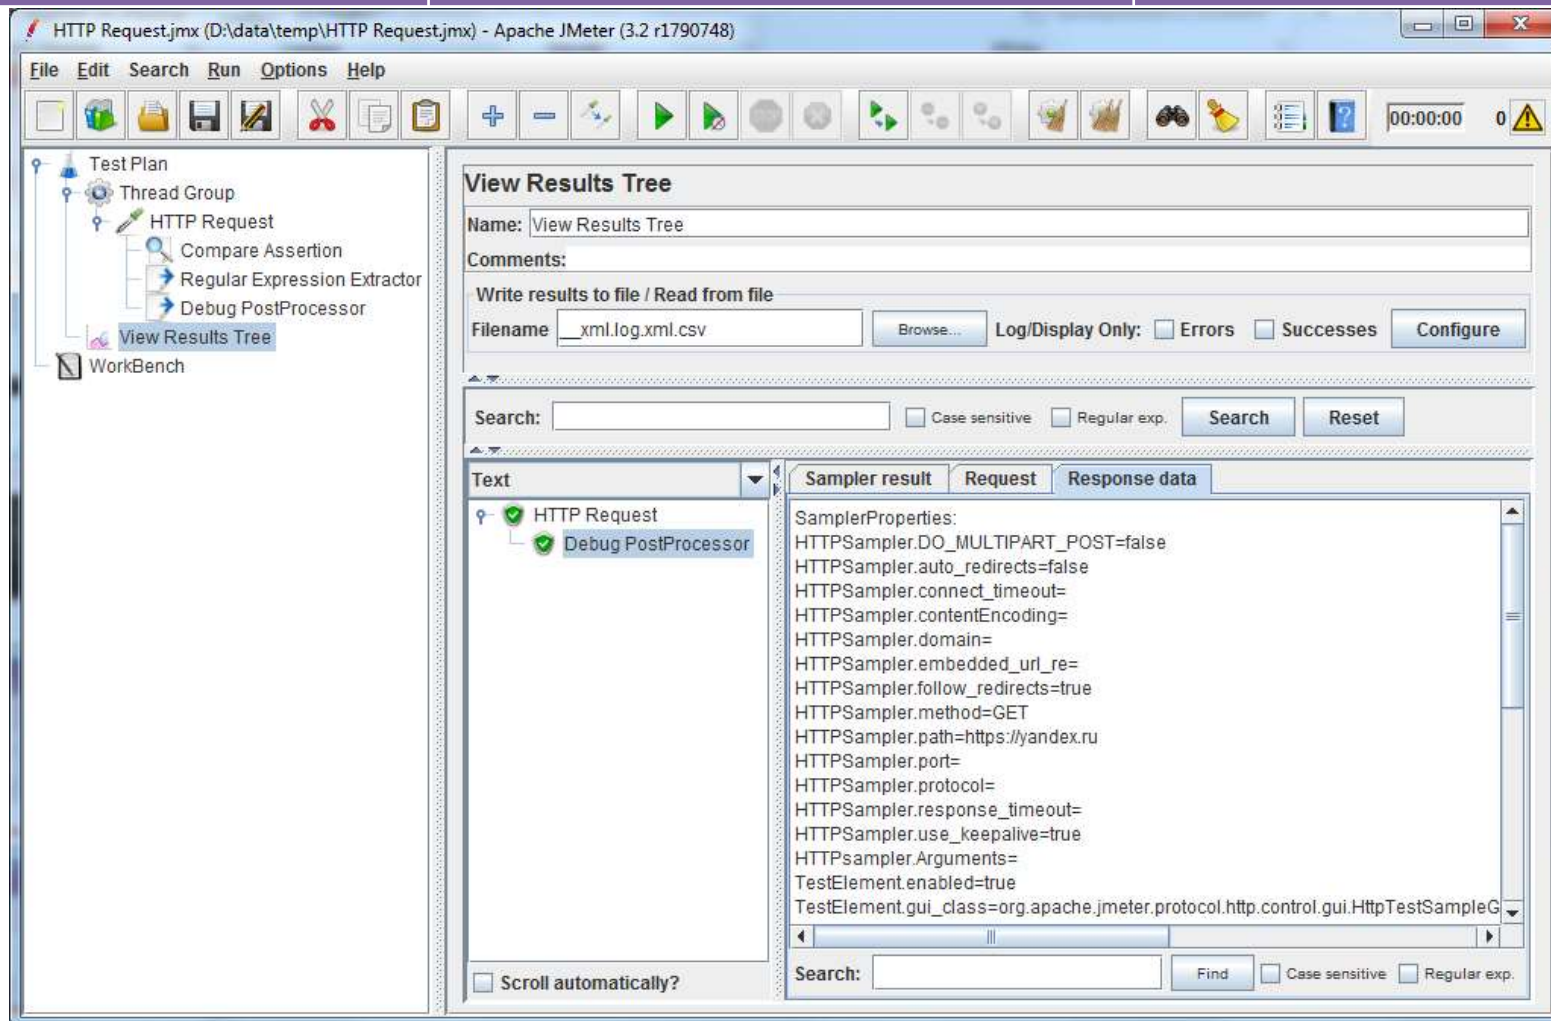 HTTP Request.jmx (D:\data\temp\HTTP Request.jmx) - Apache JMeter (3.2 r1790748)
File Edit Search Run Options Help
00:00:00 0
Test Plan
Thread Group
HTTP Request
Compare Assertion
Regular Expression Extractor
Debug PostProcessor
View Results Tree
WorkBench
View Results Tree
Name: View Results Tree
Comments:
Write results to file / Read from file
Filename __xml.log.xml.csv Browse... Log/Display Only: Errors Successes Configure
Search: Case sensitive Regular exp. Search Reset
Text
HTTP Request
Debug PostProcessor
Scroll automatically?
Sampler result Request Response data
SamplerProperties:
HTTPSampler.DO_MULTIPART_POST=false
HTTPSampler.auto_redirects=false
HTTPSampler.connect_timeout=
HTTPSampler.contentEncoding=
HTTPSampler.domain=
HTTPSampler.embedded_url_re=
HTTPSampler.follow_redirects=true
HTTPSampler.method=GET
HTTPSampler.path=https://yandex.ru
HTTPSampler.port=
HTTPSampler.protocol=
HTTPSampler.response_timeout=
HTTPSampler.use_keepalive=true
HTTPsampler.Arguments=
TestElement.enabled=true
TestElement.gui_class=org.apache.jmeter.protocol.http.control.gui.HttpTestSampleG
Search: Find Case sensitive Regular exp.